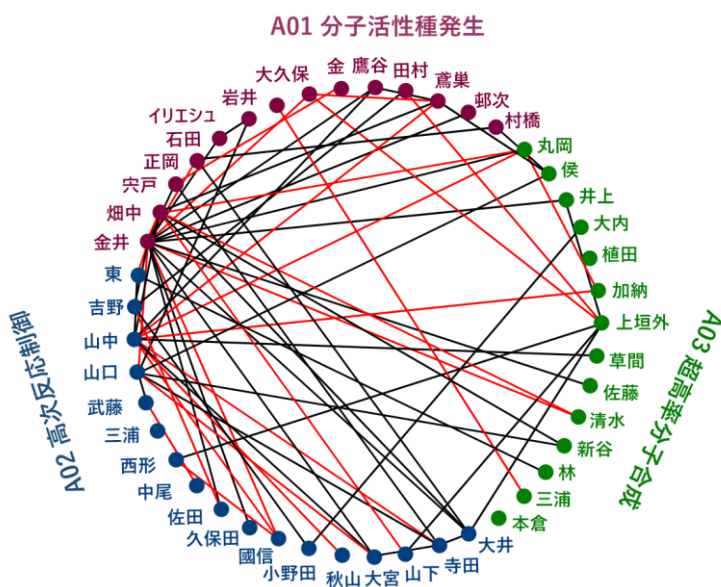 A01 分子活性種発生
大久保
金
鷹谷
田村
鳶巣
邨次
村橋
岩井
イリエシュ
石田
正岡
宍戸
畑中
金井
丸岡
侯
井上
大内
植田
加納
上垣外
草間
佐藤
清水
新谷
林
三浦
本倉
A03 超高率分子合成
東
吉野
山中
山口
武藤
三浦
西形
中尾
佐田
久保田
國信
小野田
秋山
大宮
山下
寺田
大井
A02 高次反応制御